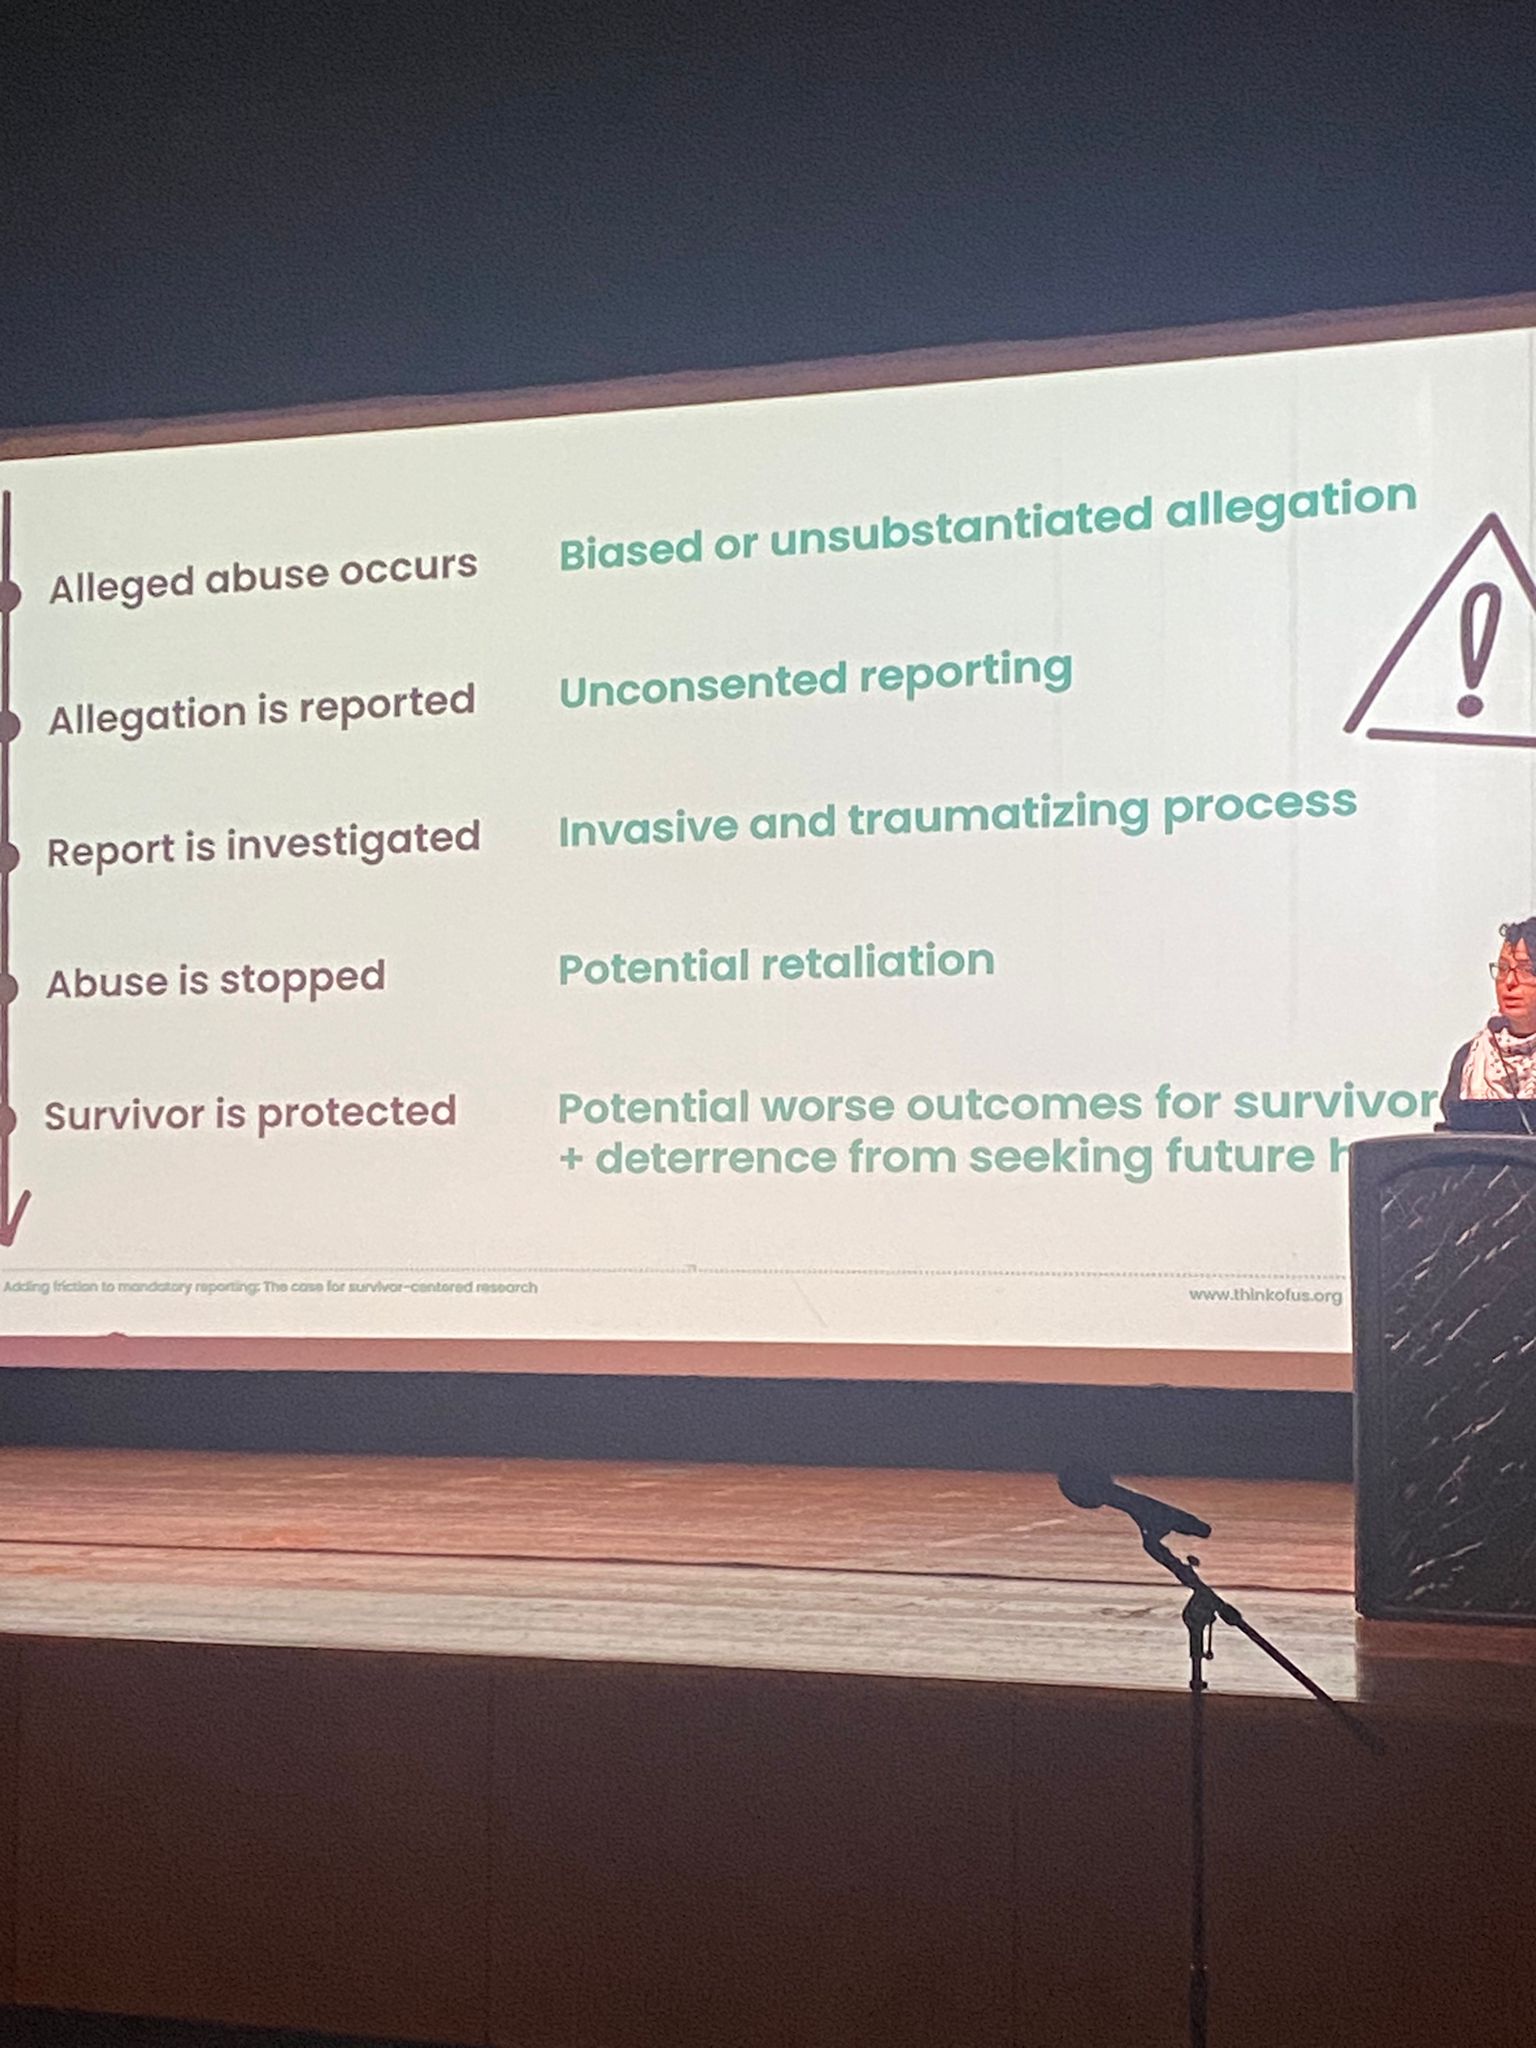 Alleged abuse occurs
Biased or unsubstantiated allegation
Allegation is reported
Unconsented reporting
Report is investigated
Invasive and traumatizing process
Abuse is stopped
Potential retaliation
Survivor is protected
Potential worse outcomes for survivor
+ deterrence from seeking future
Adding friction to mandatory reporting: The case for survivor-centered research
www.thinkofus.org